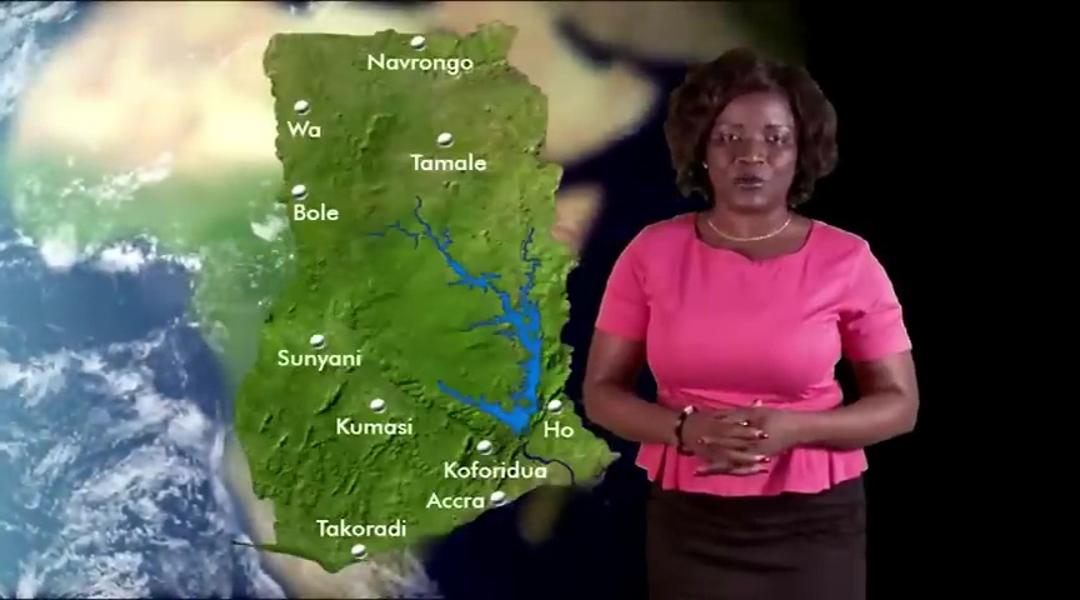 Navrongo
Wa
Tamale
Bole
Sunyani
Kumasi
Ho
Koforidua
Accra
Takoradi